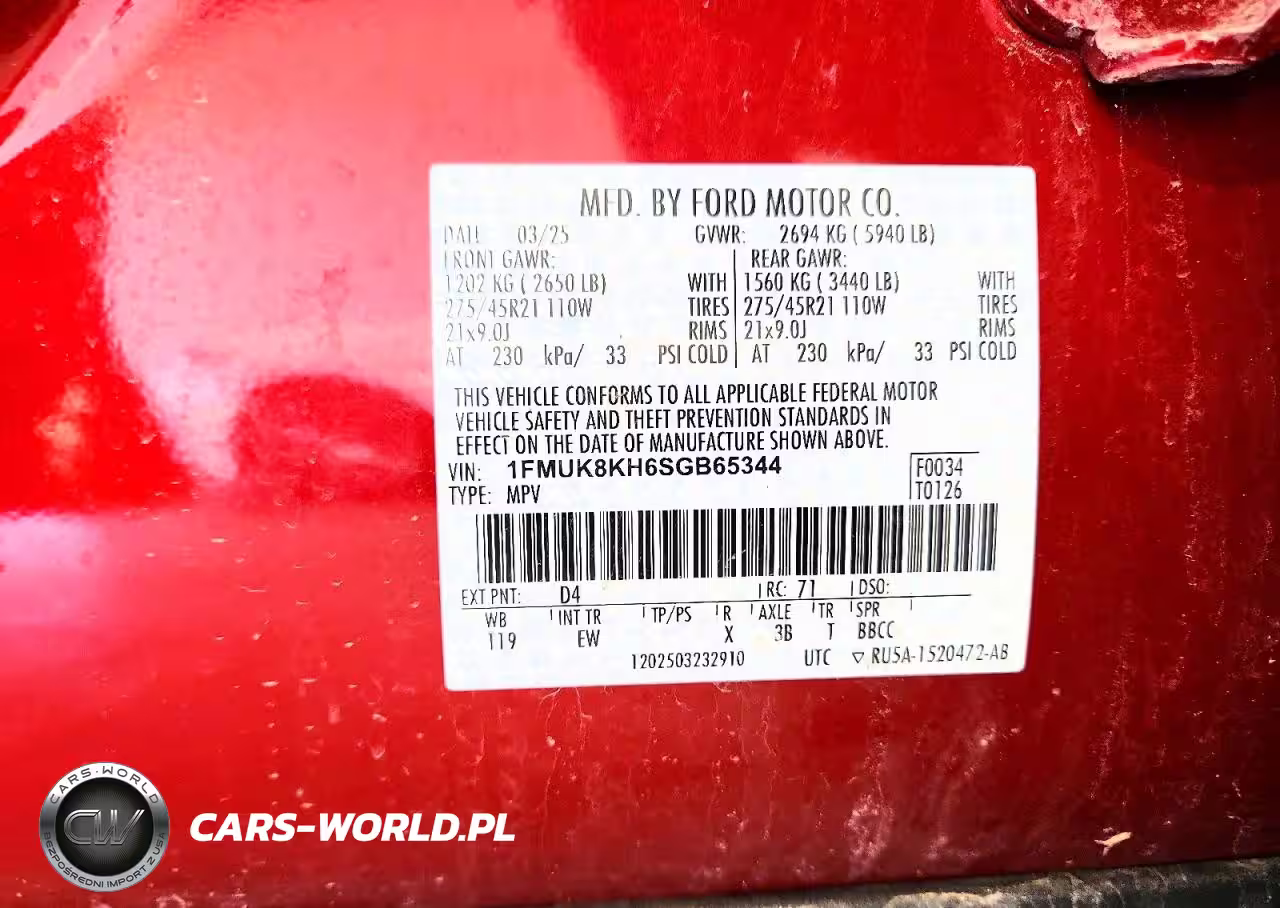 MFD. BY FORD MOTOR CO.
DATE 03/25 GVWR: 2694 KG ( 5940 LB)
FRONT GAWR: REAR GAWR:
1202 KG ( 2650 LB) WITH 1560 KG ( 3440 LB) WITH
275/45R21 110W TIRES 275/45R21 110W TIRES
21x9.0J RIMS 21x9.0J RIMS
AT 230 kPa/ 33 PSI COLD AT 230 kPa/ 33 PSI COLD
THIS VEHICLE CONFORMS TO ALL APPLICABLE FEDERAL MOTOR
VEHICLE SAFETY AND THEFT PREVENTION STANDARDS IN
EFFECT ON THE DATE OF MANUFACTURE SHOWN ABOVE.
VIN: 1FMUK8KH6SGB65344 F0034
TYPE: MPV T0126
EXT PNT: D4 RC: 71 DSO:
WB INT TR TP/PS R AXLE TR SPR
119 EW X 3B T BBCC
1202503232910 UTC ▽ RU5A-1520472-AB
CARS-WORLD
CW
BEZPOŚREDNI IMPORT Z USA
CARS-WORLD.PL